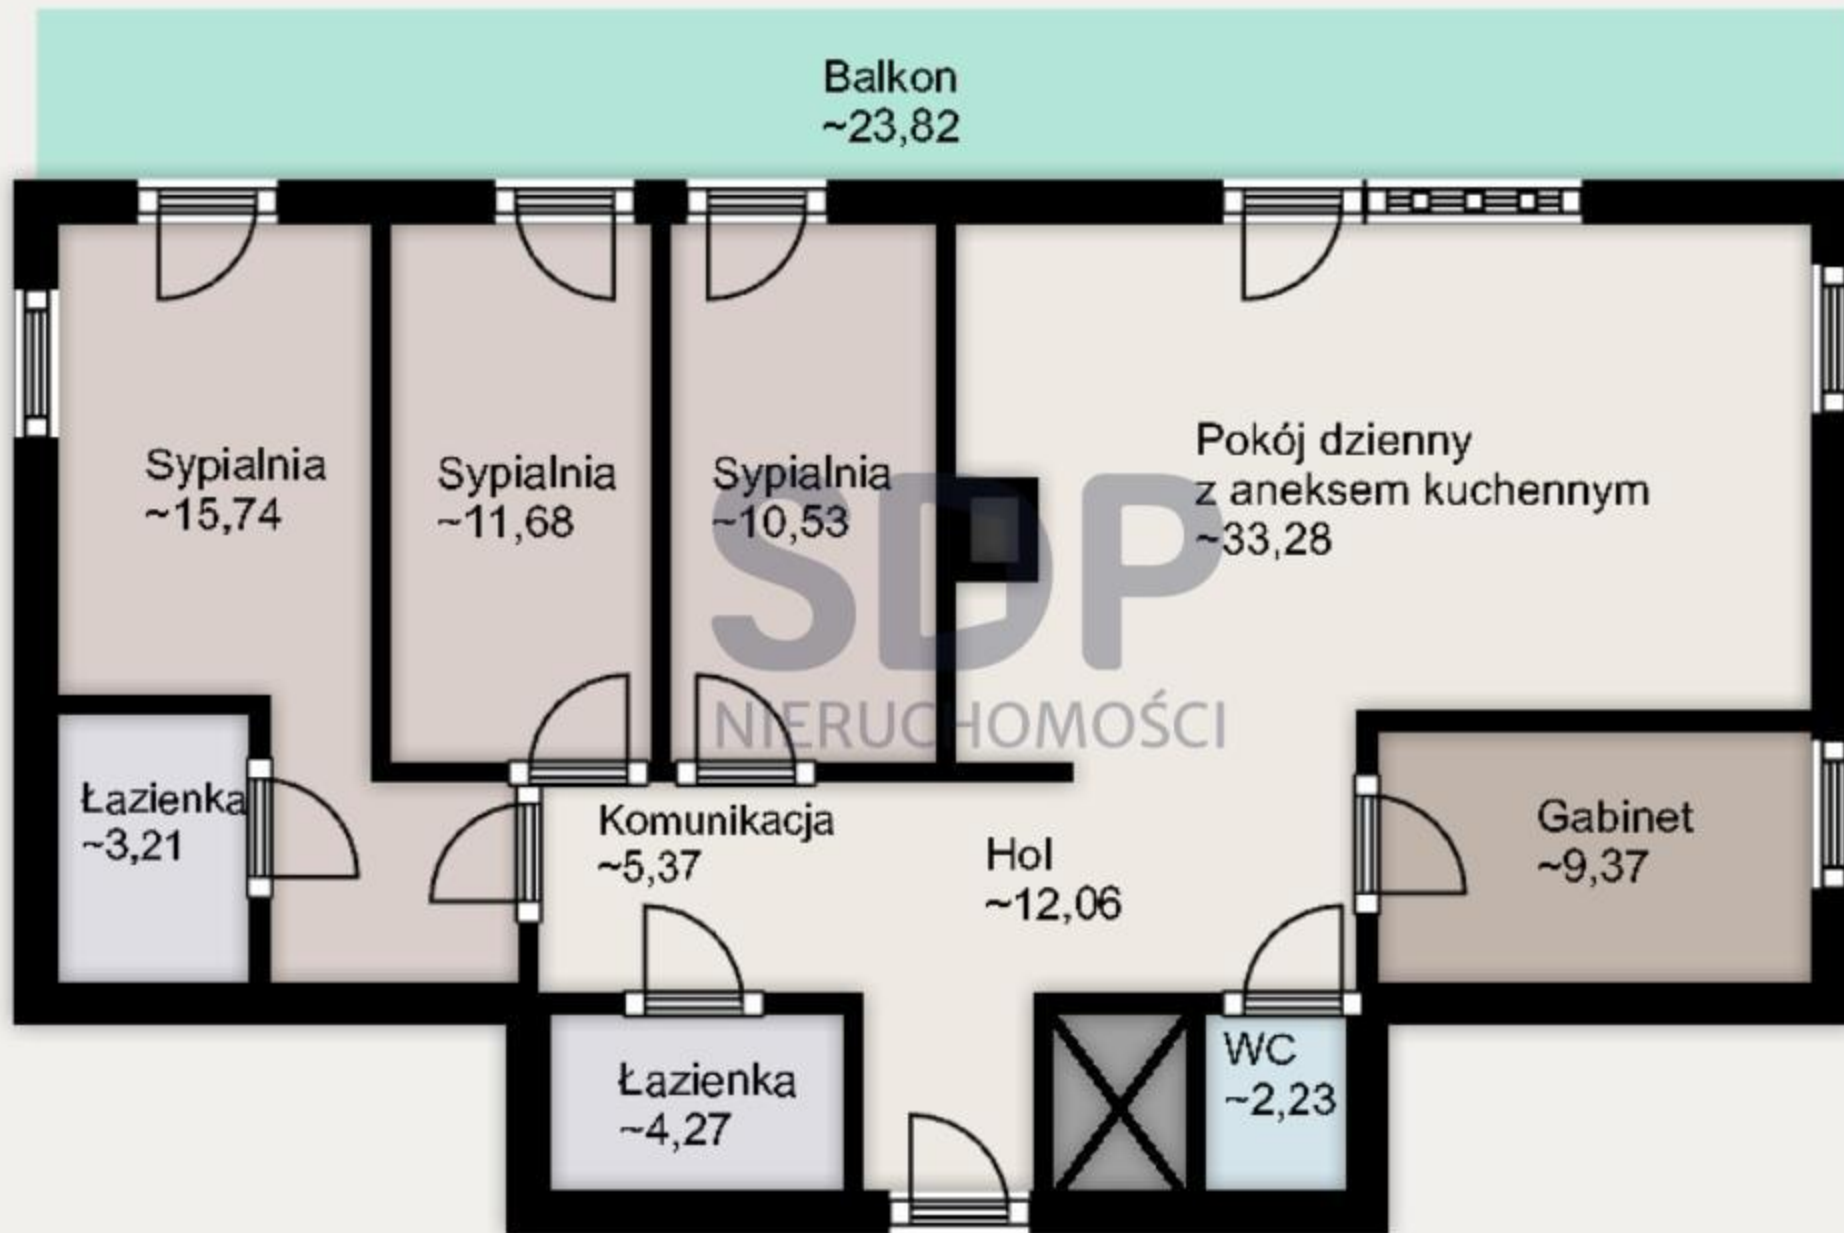 Balkon
~23,82
Sypialnia
~15,74
Sypialnia
~11,68
Sypialnia
~10,53
Pokój dzienny
z aneksem kuchennym
~33,28
SDP
NIERUCHOMOŚCI
Łazienka
~3,21
Komunikacja
~5,37
Hol
~12,06
Gabinet
~9,37
Łazienka
~4,27
WC
~2,23